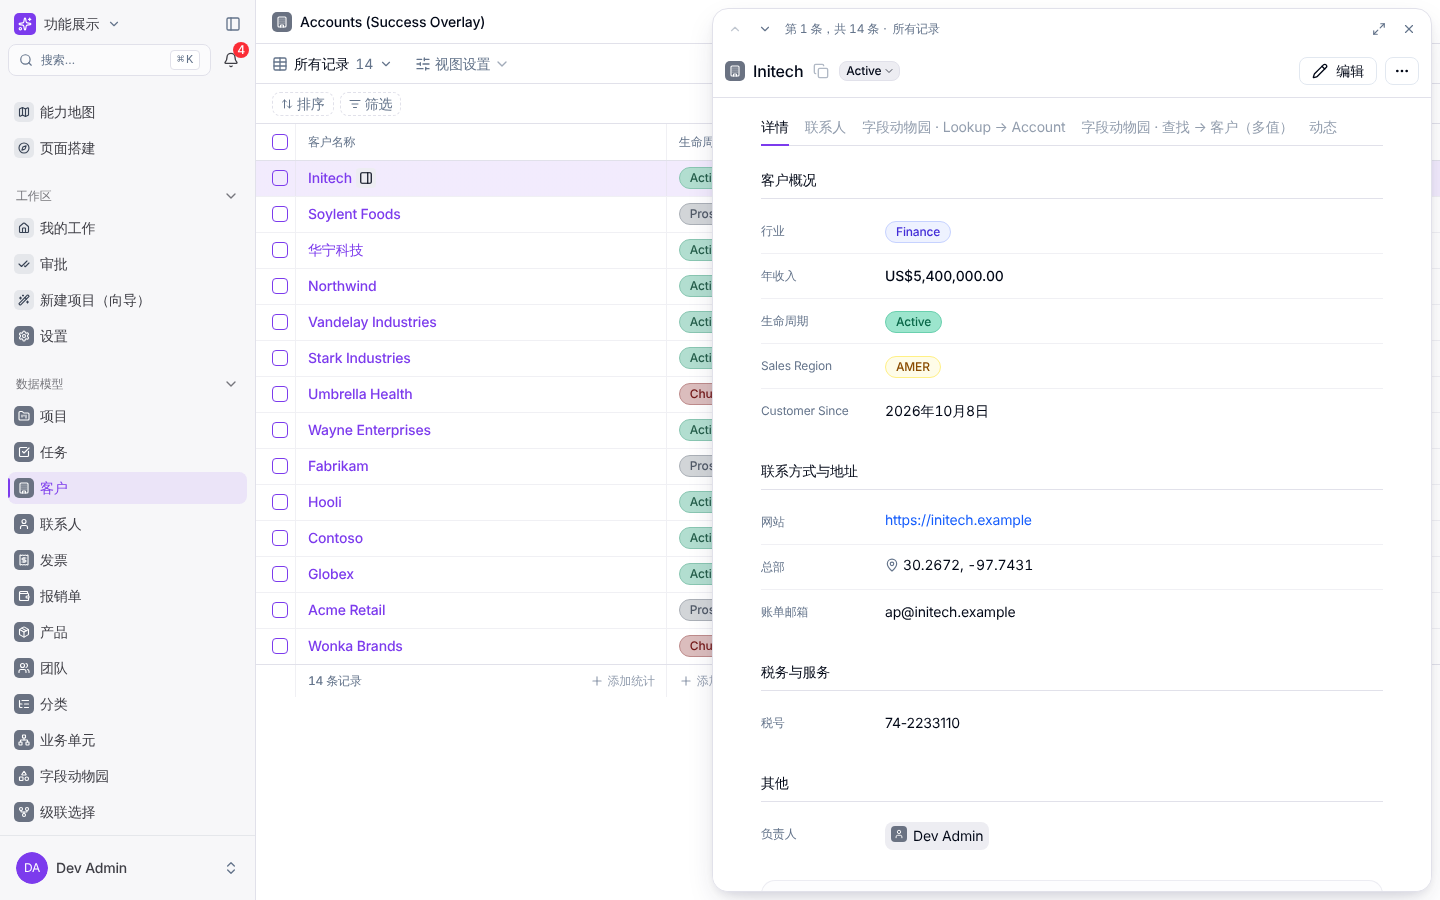 功能展示
搜索...
⌘K
4
能力地图
页面搭建
工作区
我的工作
审批
新建项目（向导）
设置
数据模型
项目
任务
客户
联系人
发票
报销单
产品
团队
分类
业务单元
字段动物园
级联选择
DA
Dev Admin
Accounts (Success Overlay)
所有记录 14
视图设置
排序
筛选
客户名称
Initech
Soylent Foods
华宁科技
Northwind
Vandelay Industries
Stark Industries
Umbrella Health
Wayne Enterprises
Fabrikam
Hooli
Contoso
Globex
Acme Retail
Wonka Brands
14 条记录
添加统计
第 1 条，共 14 条 · 所有记录
Initech
Active
编辑
详情
联系人
字段动物园 · Lookup → Account
字段动物园 · 查找 → 客户（多值）
动态
客户概况
行业
Finance
年收入
US$5,400,000.00
生命周期
Active
Sales Region
AMER
Customer Since
2026年10月8日
联系方式与地址
网站
https://initech.example
总部
30.2672, -97.7431
账单邮箱
ap@initech.example
税务与服务
税号
74-2233110
其他
负责人
Dev Admin